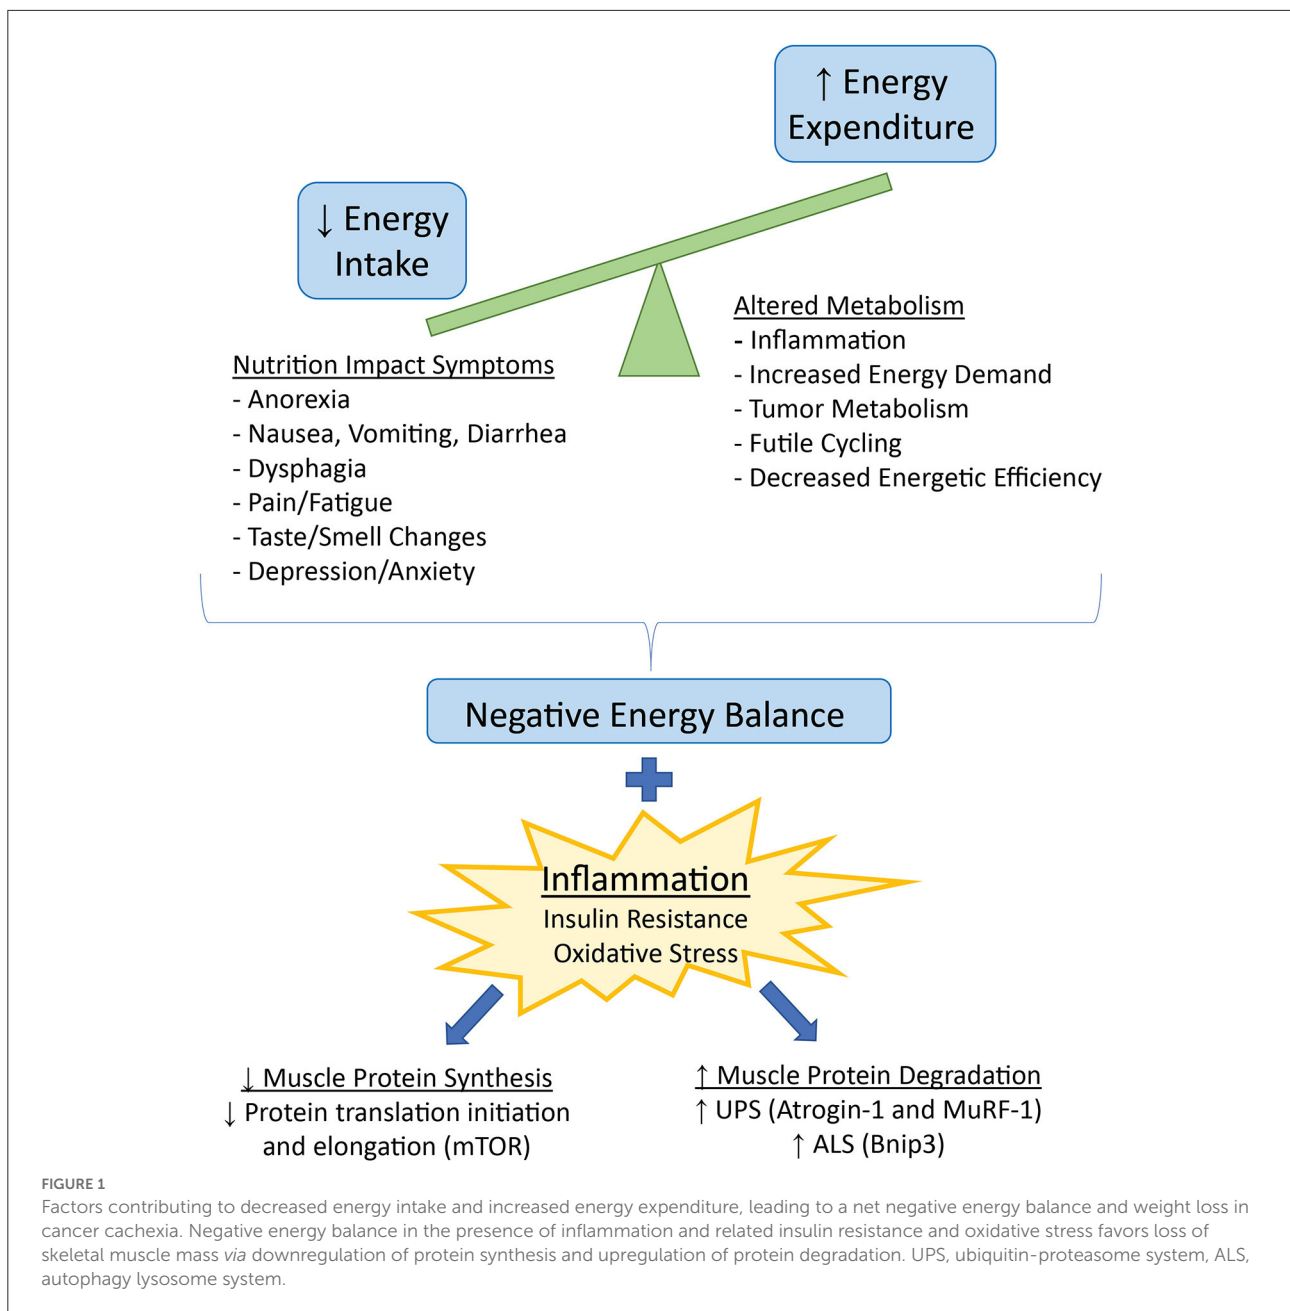 ↑ Energy
Expenditure
↓ Energy
Intake
Altered Metabolism
- Inflammation
- Increased Energy Demand
- Tumor Metabolism
- Futile Cycling
- Decreased Energetic Efficiency
Nutrition Impact Symptoms
- Anorexia
- Nausea, Vomiting, Diarrhea
- Dysphagia
- Pain/Fatigue
- Taste/Smell Changes
- Depression/Anxiety
Negative Energy Balance
Inflammation
Insulin Resistance
Oxidative Stress
↓ Muscle Protein Synthesis
↓ Protein translation initiation
and elongation (mTOR)
↑ Muscle Protein Degradation
↑ UPS (Atrogin-1 and MuRF-1)
↑ ALS (Bnip3)
FIGURE 1
Factors contributing to decreased energy intake and increased energy expenditure, leading to a net negative energy balance and weight loss in
cancer cachexia. Negative energy balance in the presence of inflammation and related insulin resistance and oxidative stress favors loss of
skeletal muscle mass via downregulation of protein synthesis and upregulation of protein degradation. UPS, ubiquitin-proteasome system, ALS,
autophagy lysosome system.